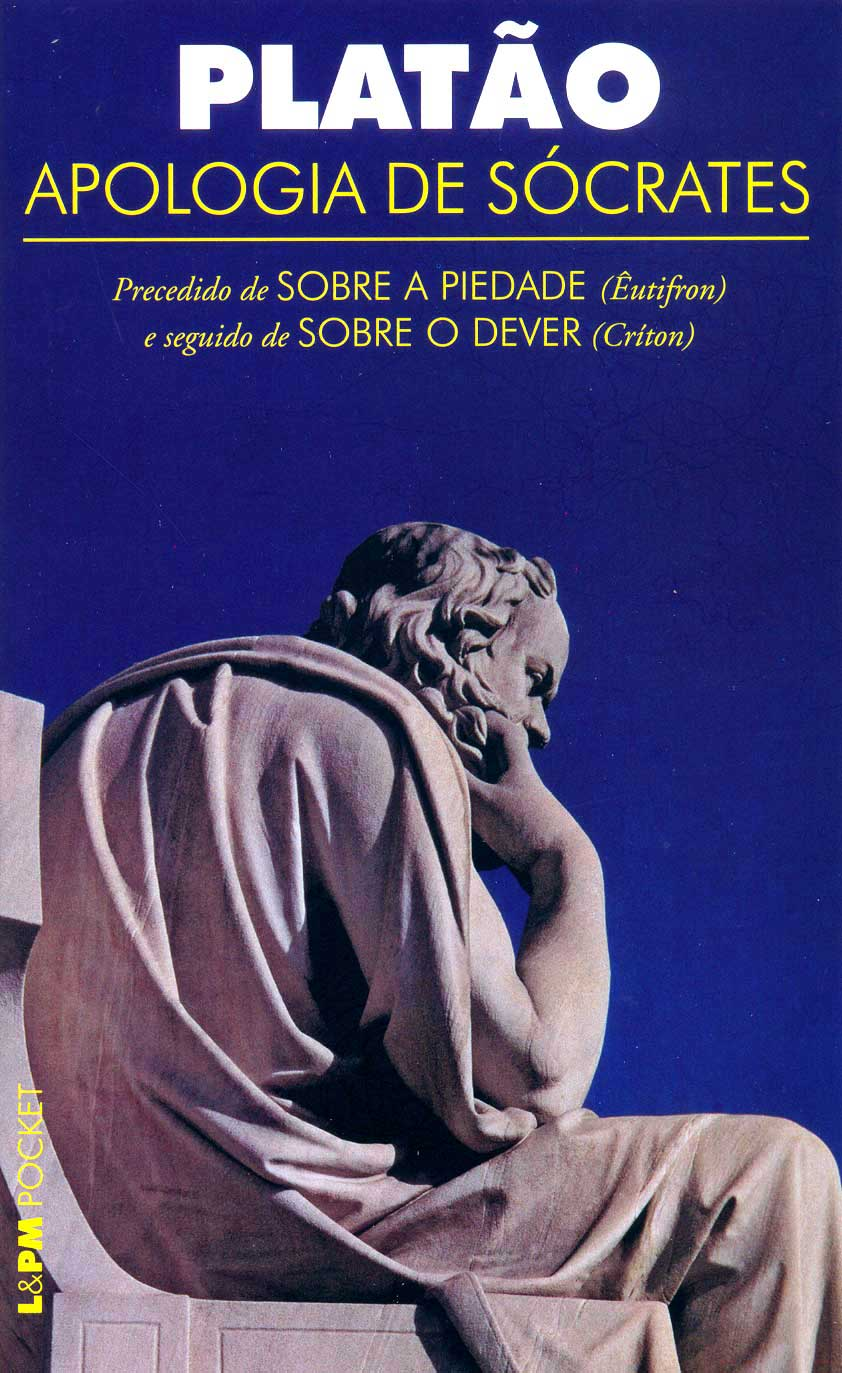 PLATÃO
APOLOGIA DE SÓCRATES
Precedido de SOBRE A PIEDADE (Êutifron)
e seguido de SOBRE O DEVER (Críton)
L&PM POCKET